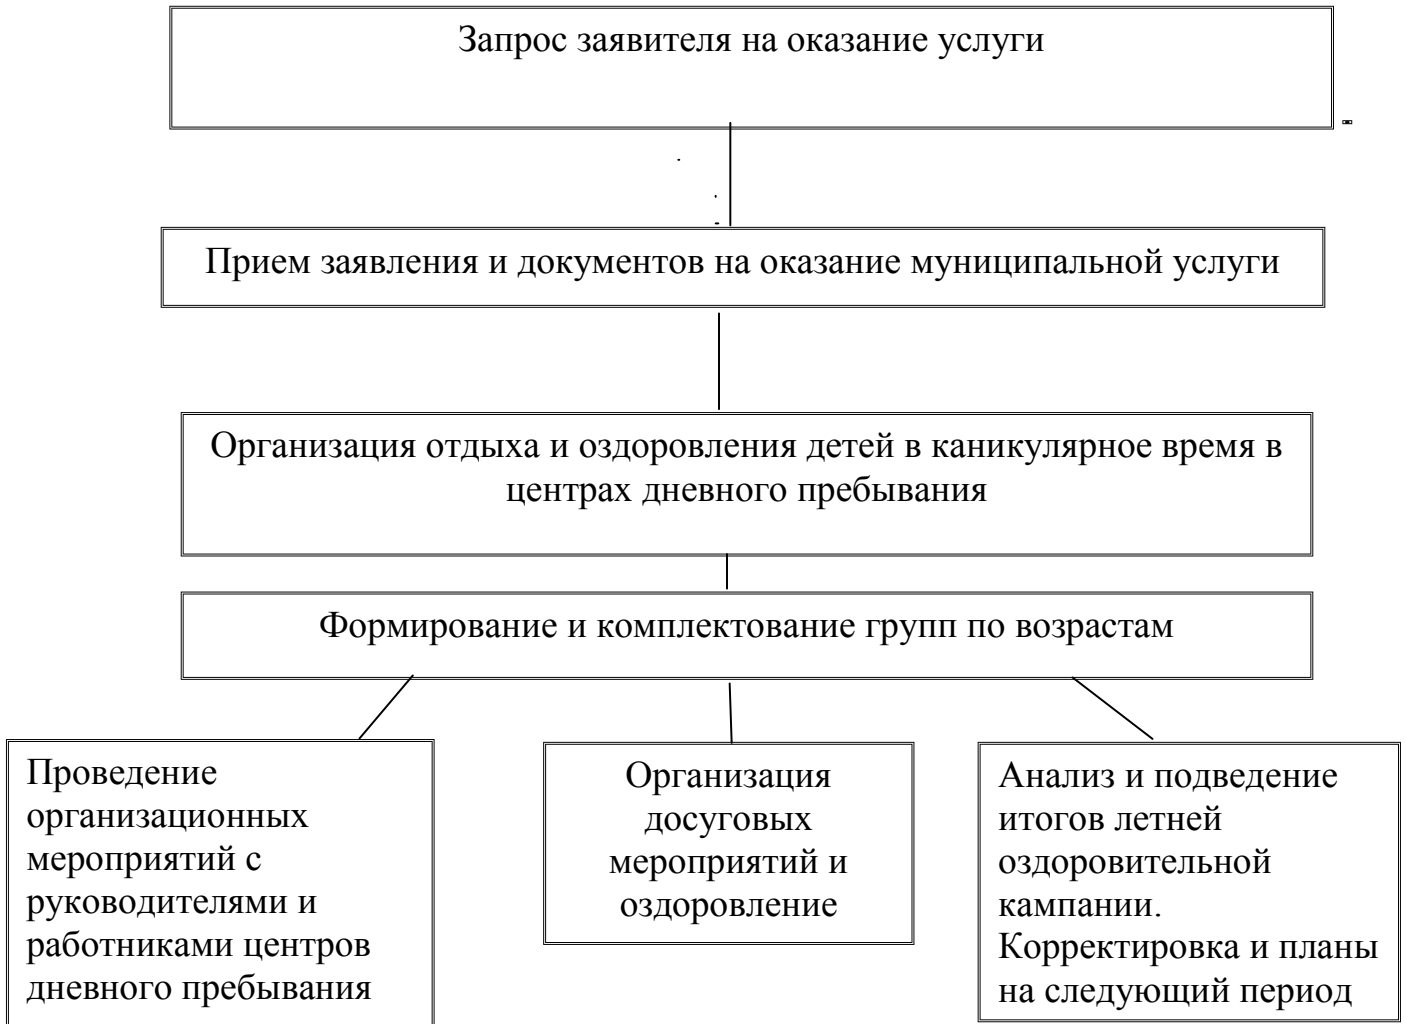 Запрос заявителя на оказание услуги
Прием заявления и документов на оказание муниципальной услуги
Организация отдыха и оздоровления детей в каникулярное время в
центрах дневного пребывания
Формирование и комплектование групп по возрастам
Проведение
организационных
мероприятий с
руководителями и
работниками центров
дневного пребывания
Организация
досуговых
мероприятий и
оздоровление
Анализ и подведение
итогов летней
оздоровительной
кампании.
Корректировка и планы
на следующий период